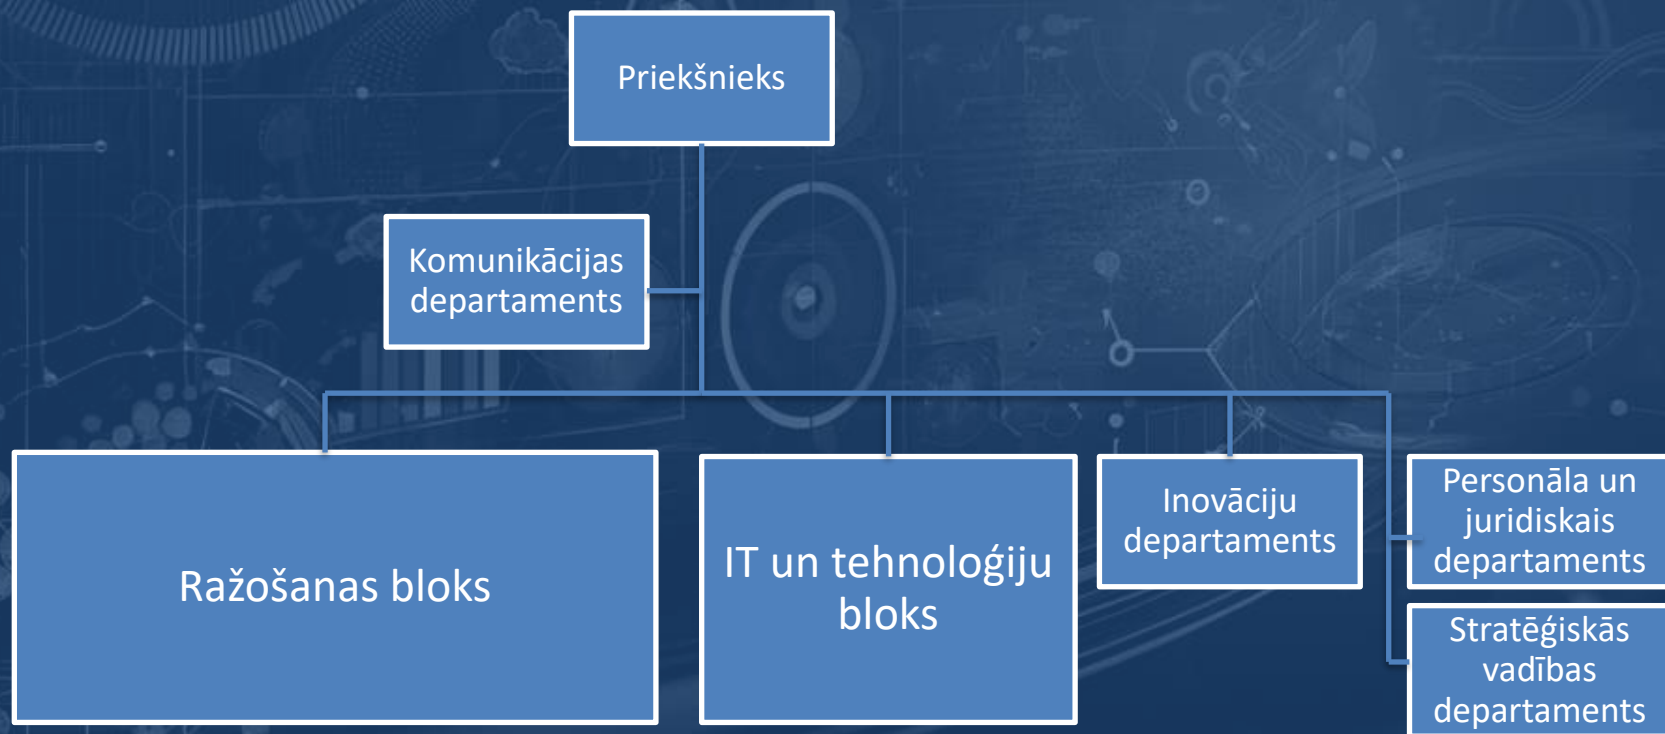 Priekšnieks
Komunikācijas
departaments
Ražošanas bloks
IT un tehnoloģiju
bloks
Inovāciju
departaments
Personāla un
juridiskais
departaments
Stratēģiskās
vadības
departaments